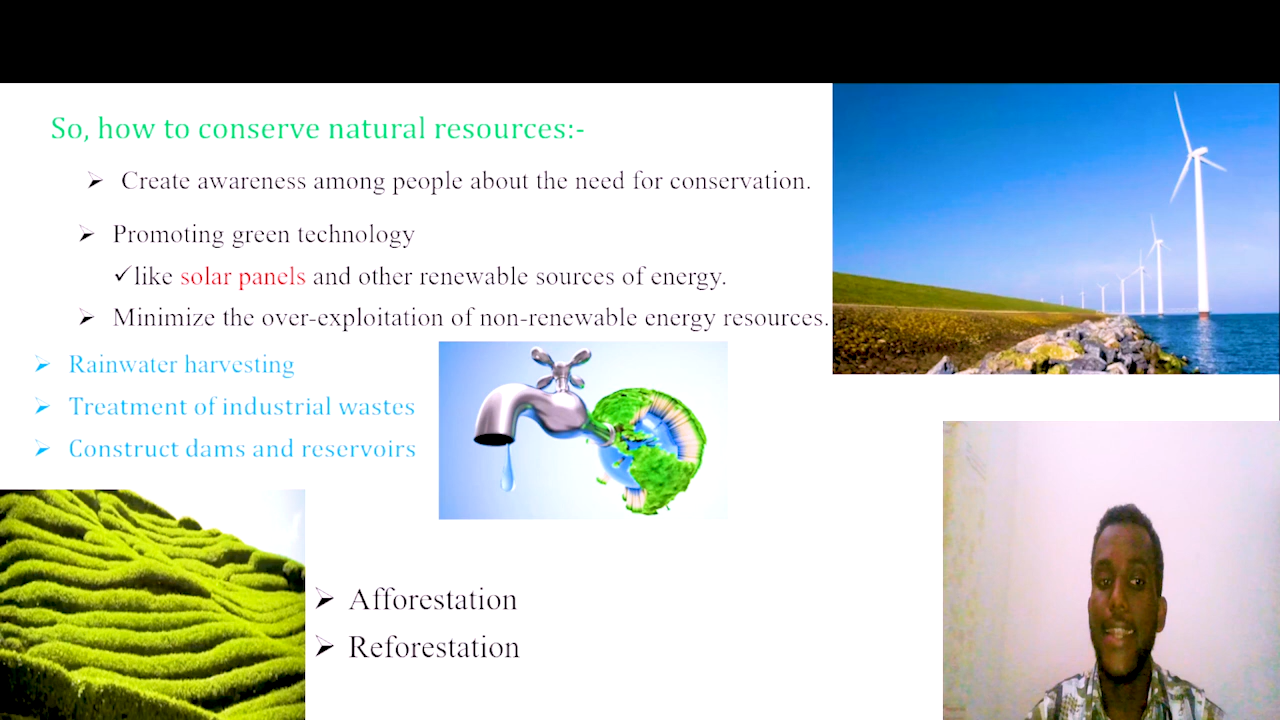 So, how to conserve natural resources:-
➢ Create awareness among people about the need for conservation.
➢ Promoting green technology
✓like solar panels and other renewable sources of energy.
➢ Minimize the over-exploitation of non-renewable energy resources.
➢ Rainwater harvesting
➢ Treatment of industrial wastes
➢ Construct dams and reservoirs
➢ Afforestation
➢ Reforestation